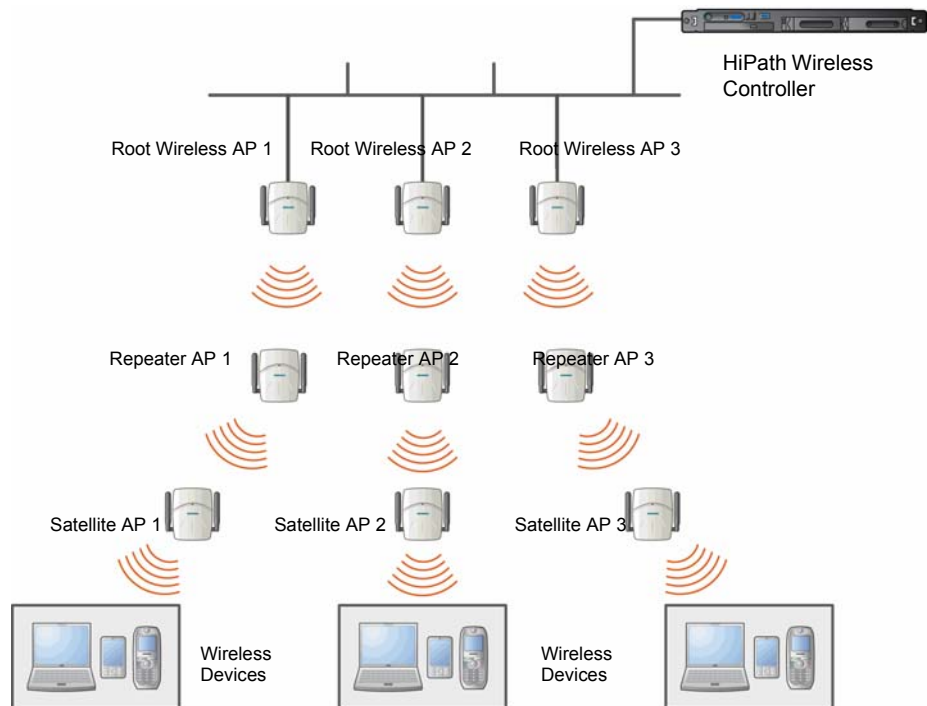 HiPath Wireless
Controller
Root Wireless AP 1
Root Wireless AP 2
Root Wireless AP 3
Repeater AP 1
Repeater AP 2
Repeater AP 3
Satellite AP 1
Satellite AP 2
Satellite AP 3
Wireless
Devices
Wireless
Devices